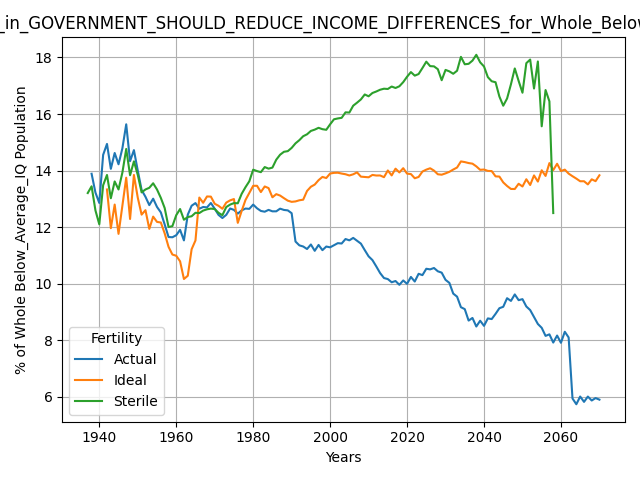 _in_GOVERNMENT_SHOULD_REDUCE_INCOME_DIFFERENCES_for_Whole_Below
% of Whole Below_Average_IQ Population
18
16
14
12
10
8
6
Fertility
Actual
Ideal
Sterile
1940
1960
1980
2000
2020
2040
2060
Years